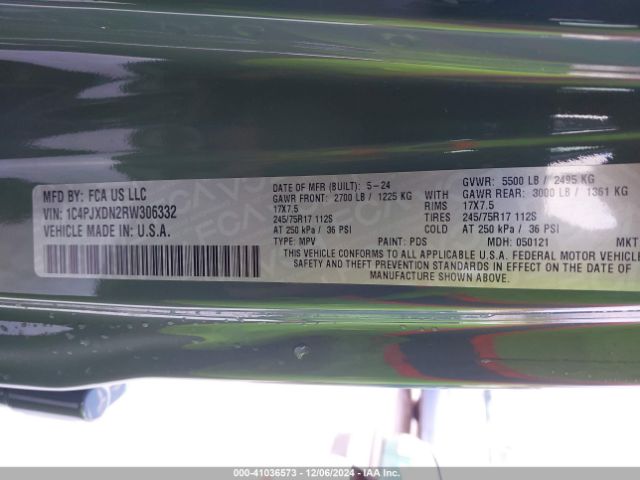 MFD BY: FCA US LLC
VIN: 1C4PJXDN2RW306332
VEHICLE MADE IN: U.S.A.
DATE OF MFR (BUILT): 5-24
GAWR FRONT: 2700 LB / 1225 KG WITH
17X7.5 RIMS
245/75R17 112S TIRES
AT 250 kPa / 36 PSI COLD
TYPE: MPV PAINT: PDS
GVWR: 5500 LB / 2495 KG
GAWR REAR: 3000 LB / 1361 KG
17X7.5
245/75R17 112S
AT 250 kPa / 36 PSI
MDH: 050121 MKT
THIS VEHICLE CONFORMS TO ALL APPLICABLE U.S.A. FEDERAL MOTOR VEHICLE
SAFETY AND THEFT PREVENTION STANDARDS IN EFFECT ON THE DATE OF
MANUFACTURE SHOWN ABOVE.
00-41036573 - 12/06/2024 - IAAI.COM